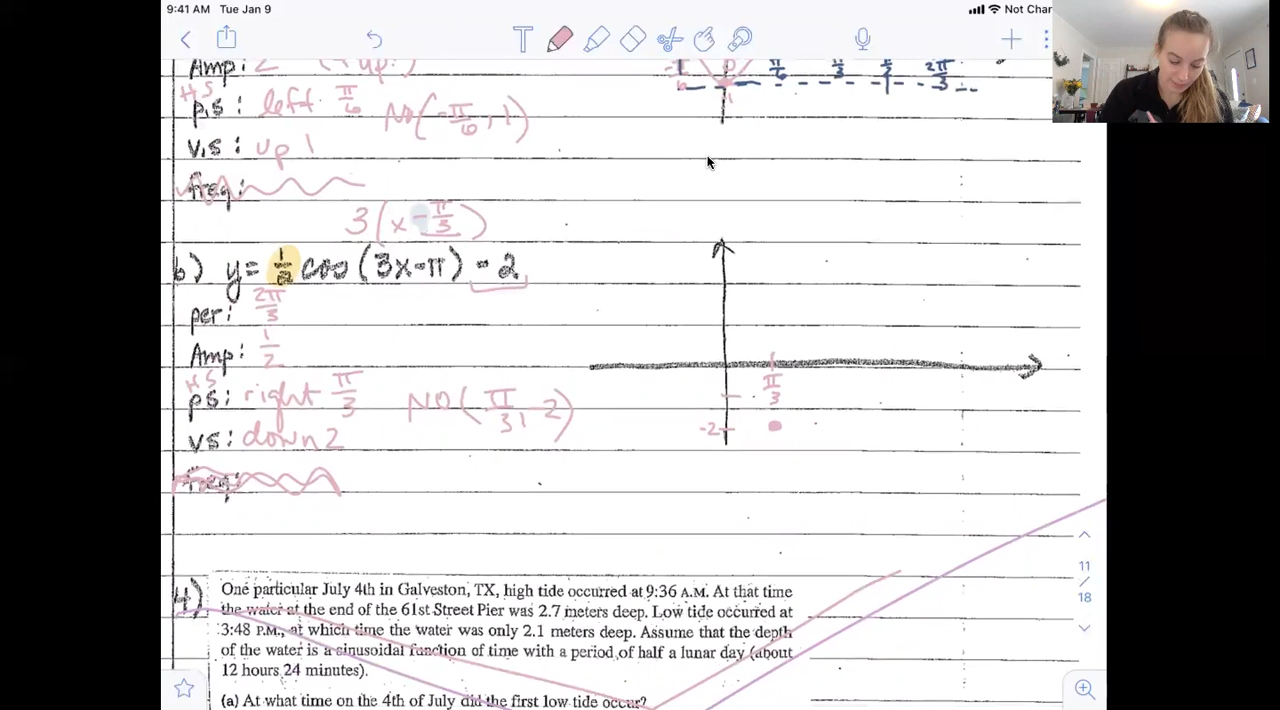 9:41 AM Tue Jan 9
Not Char
Amp: 2
H S
p.s: left π/6 NO(-π/6, 1)
v.s: up 1
freq:
π/6
2π/3
3(x-π/3)
b) y= 1/2 cos(3x-π) -2
per: 2π/3
Amp: 1/2
H S
ps: right π/3 NO(π/3, -2)
vs: down 2
freq:
π/3
-2
4)
One particular July 4th in Galveston, TX, high tide occurred at 9:36 A.M. At that time
the water at the end of the 61st Street Pier was 2.7 meters deep. Low tide occurred at
3:48 P.M., at which time the water was only 2.1 meters deep. Assume that the depth
of the water is a sinusoidal function of time with a period of half a lunar day (about
12 hours 24 minutes).
(a) At what time on the 4th of July did the first low tide occur?
11
/
18